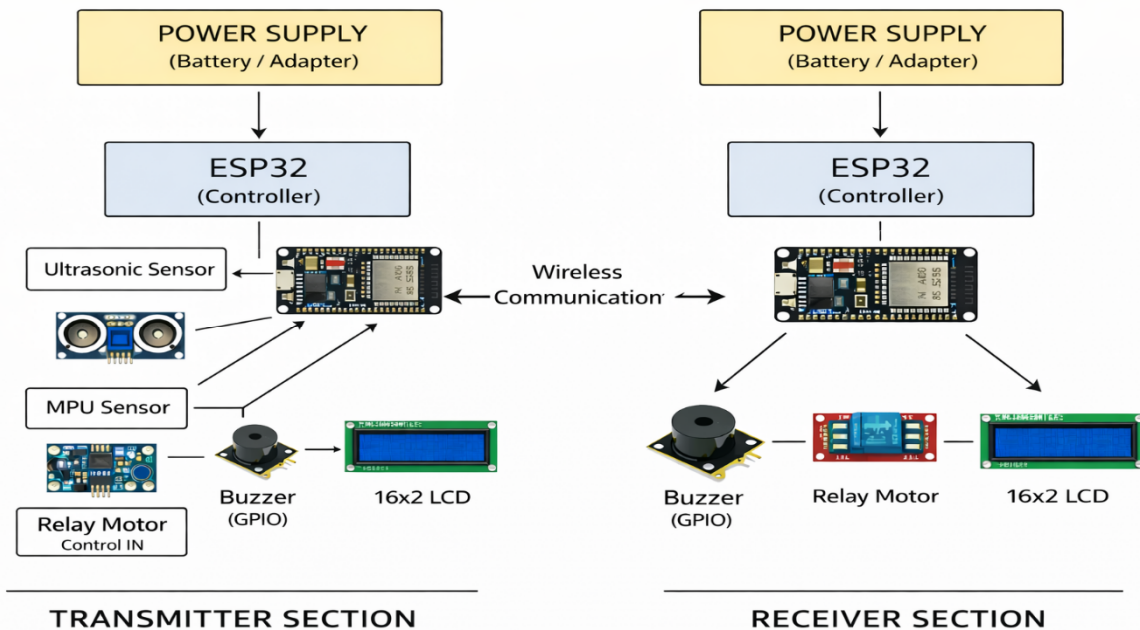 POWER SUPPLY
(Battery / Adapter)
ESP32
(Controller)
Ultrasonic Sensor
MPU Sensor
Buzzer
(GPIO)
16x2 LCD
Relay Motor
Control IN
TRANSMITTER SECTION
Wireless
Communication
POWER SUPPLY
(Battery / Adapter)
ESP32
(Controller)
Buzzer
(GPIO)
Relay Motor
16x2 LCD
RECEIVER SECTION